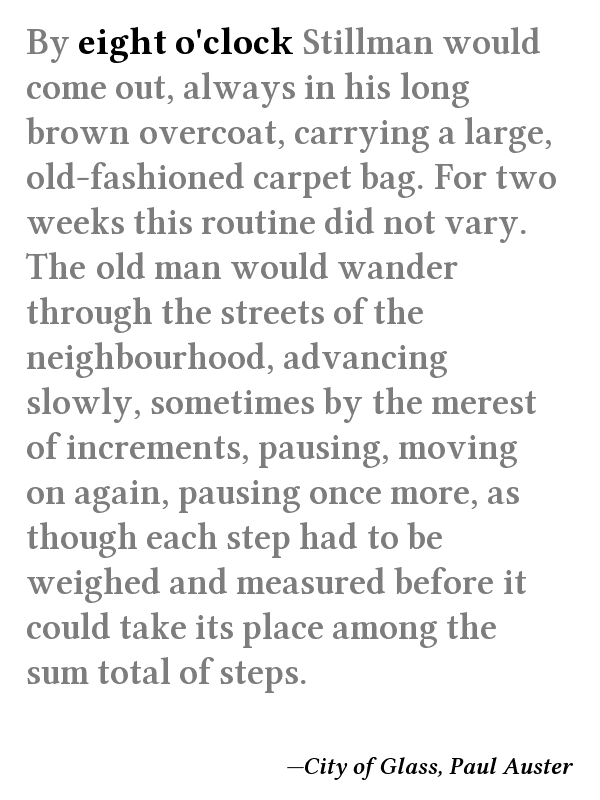 By eight o'clock Stillman would
come out, always in his long
brown overcoat, carrying a large,
old-fashioned carpet bag. For two
weeks this routine did not vary.
The old man would wander
through the streets of the
neighbourhood, advancing
slowly, sometimes by the merest
of increments, pausing, moving
on again, pausing once more, as
though each step had to be
weighed and measured before it
could take its place among the
sum total of steps.
—City of Glass, Paul Auster